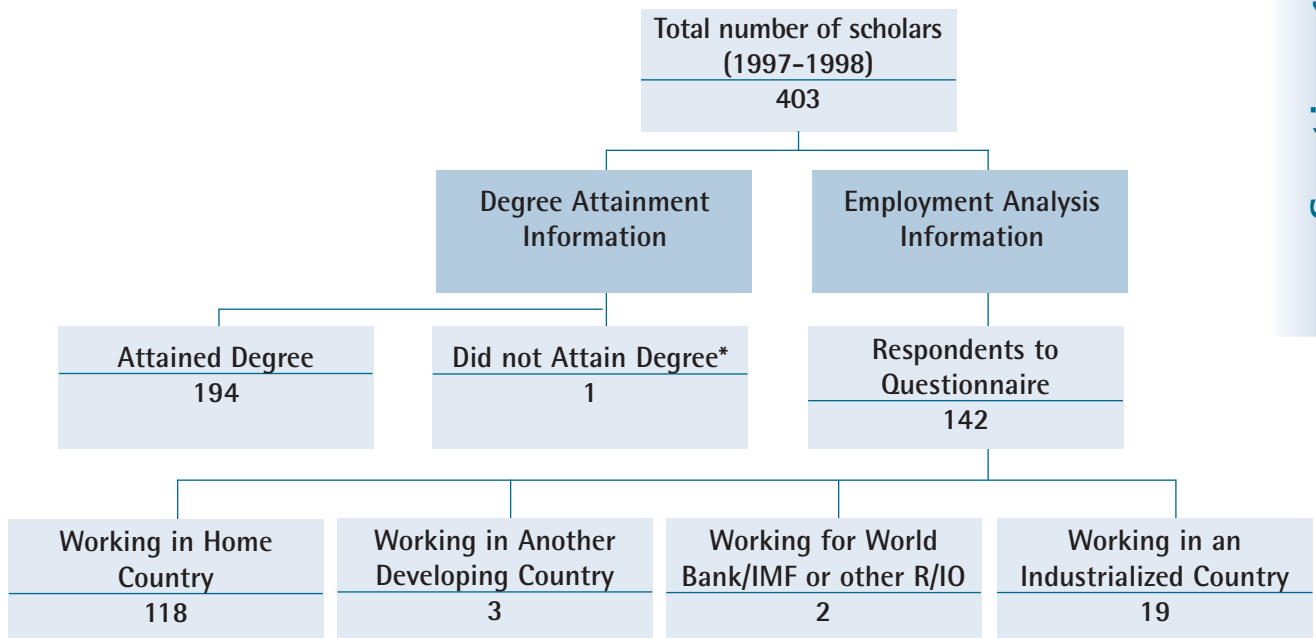 Total number of scholars
(1997-1998)
403
Degree Attainment
Information
Employment Analysis
Information
Attained Degree
194
Did not Attain Degree*
1
Respondents to
Questionnaire
142
Working in Home
Country
118
Working in Another
Developing Country
3
Working for World
Bank/IMF or other R/IO
2
Working in an
Industrialized Country
19